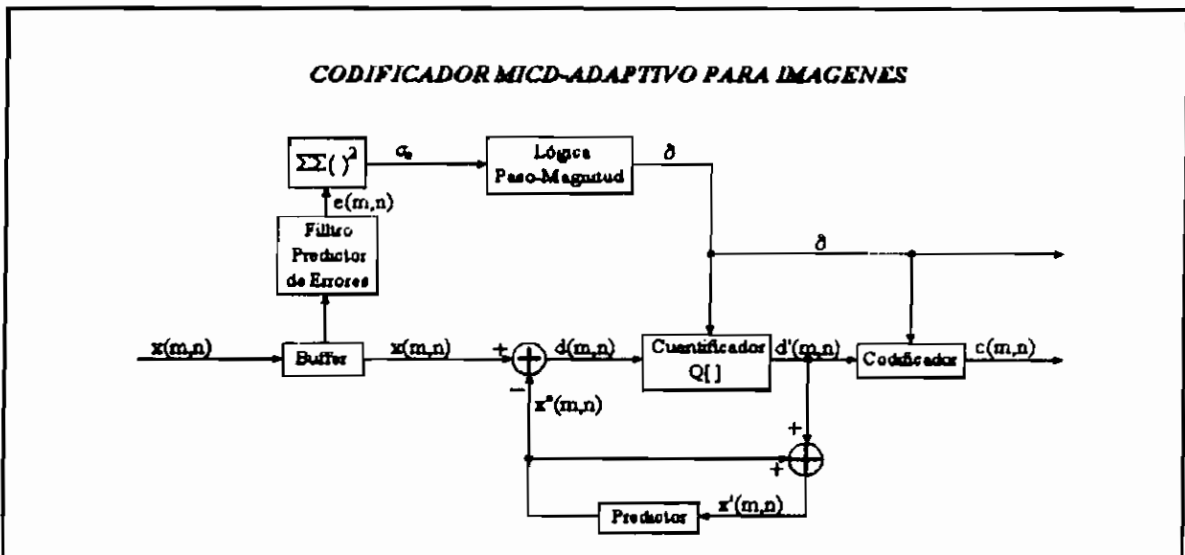 CODIFICADOR MICD-ADAPTIVO PARA IMAGENES
ΣΣ( )²
σₑ
Lógica
Paso-Magnitud
∂
e(m,n)
Filtro
Predictor
de Errores
∂
x(m,n)
Buffer
x(m,n)
+
d(m,n)
Cuantificador
Q[ ]
d'(m,n)
Codificador
c(m,n)
−
x"(m,n)
+
+
Predictor
x'(m,n)